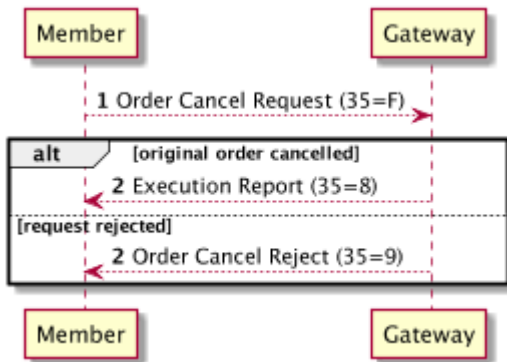 Member Gateway
1 Order Cancel Request (35=F)
alt [original order cancelled]
2 Execution Report (35=8)
[request rejected]
2 Order Cancel Reject (35=9)
Member Gateway